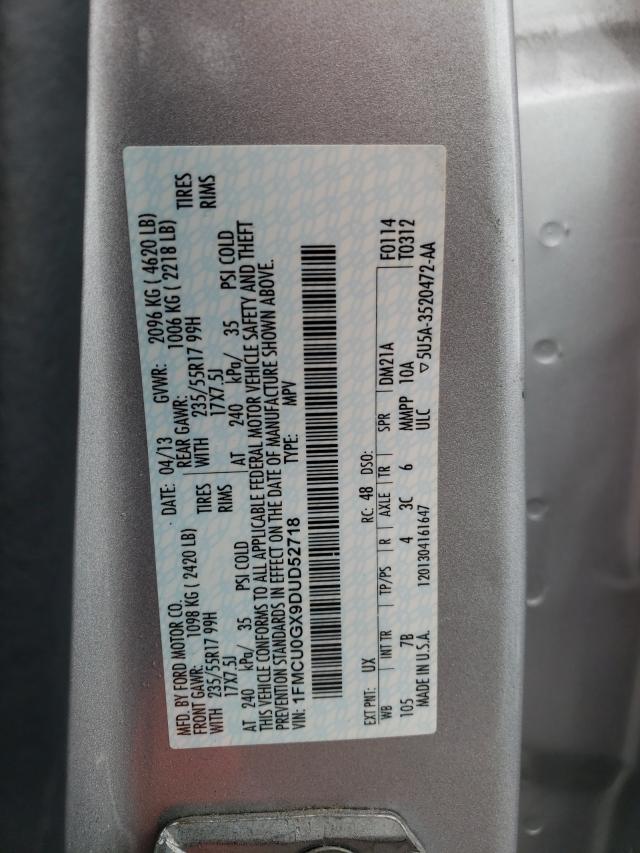 MFD. BY FORD MOTOR CO. DATE: 04/13 GVWR: 2096 KG ( 4620 LB)
FRONT GAWR: 1098 KG ( 2420 LB) REAR GAWR: 1006 KG ( 2218 LB)
WITH 235/55R17 99H TIRES WITH 235/55R17 99H TIRES
17X7.5J RIMS 17X7.5J RIMS
AT 240 kPa/ 35 PSI COLD AT 240 kPa/ 35 PSI COLD
THIS VEHICLE CONFORMS TO ALL APPLICABLE FEDERAL MOTOR VEHICLE SAFETY AND THEFT
PREVENTION STANDARDS IN EFFECT ON THE DATE OF MANUFACTURE SHOWN ABOVE.
VIN: 1FMCU0GX9DUD52718 TYPE: MPV
EXT PNT: UX RC: 48 DSO: F0114
WB INT TR TP/PS R AXLE TR SPR DM21A T0312
105 7B 4 3C 6 MMPP 10A
MADE IN U.S.A. 1201304161647 ULC ▽5U5A-3520472-AA